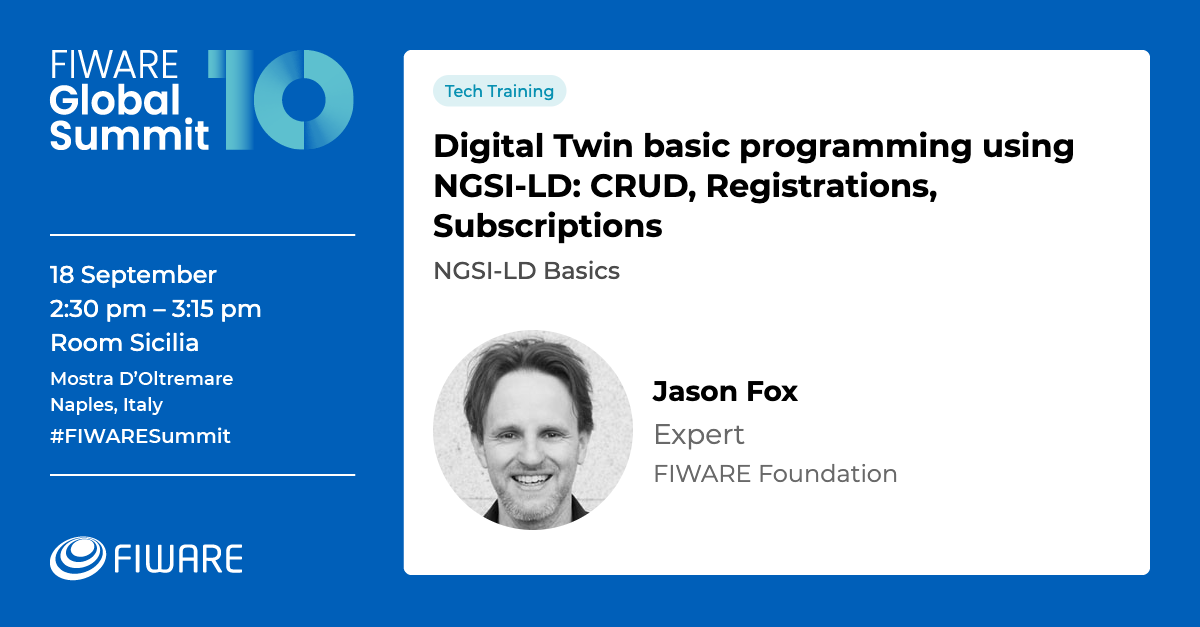 FIWARE
Global
Summit
10
18 September
2:30 pm – 3:15 pm
Room Sicilia
Mostra D’Oltremare
Naples, Italy
#FIWARESummit
FIWARE
Tech Training
Digital Twin basic programming using
NGSI-LD: CRUD, Registrations,
Subscriptions
NGSI-LD Basics
Jason Fox
Expert
FIWARE Foundation